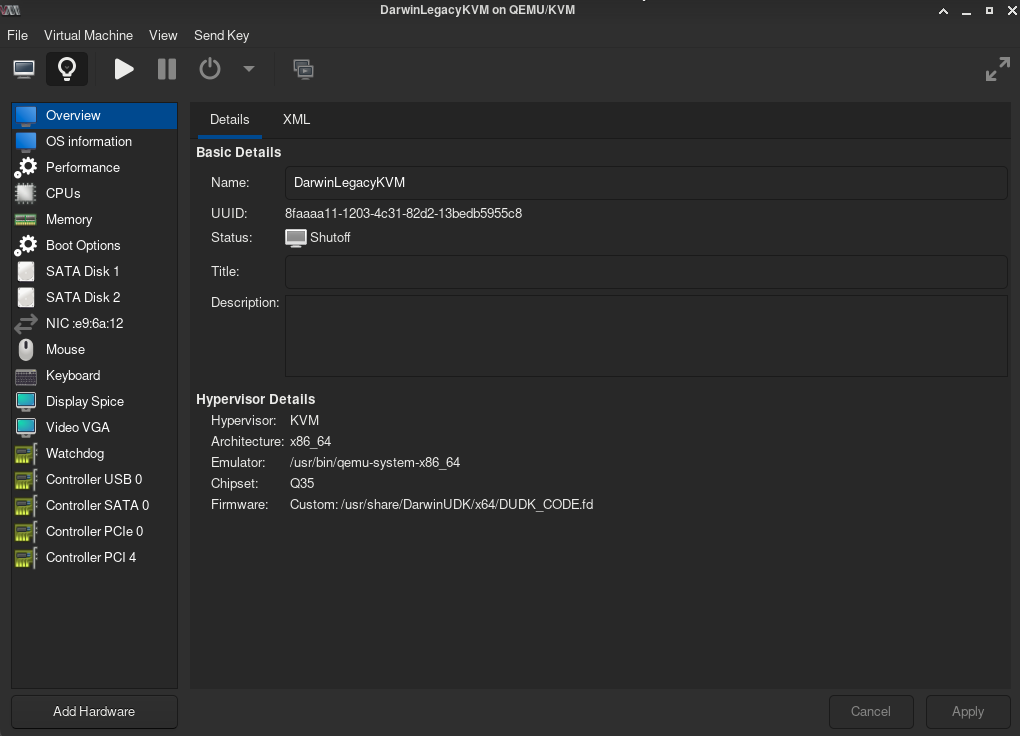 DarwinLegacyKVM on QEMU/KVM
File Virtual Machine View Send Key
Overview
OS information
Performance
CPUs
Memory
Boot Options
SATA Disk 1
SATA Disk 2
NIC :e9:6a:12
Mouse
Keyboard
Display Spice
Video VGA
Watchdog
Controller USB 0
Controller SATA 0
Controller PCIe 0
Controller PCI 4
Add Hardware
Details XML
Basic Details
Name: DarwinLegacyKVM
UUID: 8faaaa11-1203-4c31-82d2-13bedb5955c8
Status: Shutoff
Title:
Description:
Hypervisor Details
Hypervisor: KVM
Architecture: x86_64
Emulator: /usr/bin/qemu-system-x86_64
Chipset: Q35
Firmware: Custom: /usr/share/DarwinUDK/x64/DUDK_CODE.fd
Cancel Apply